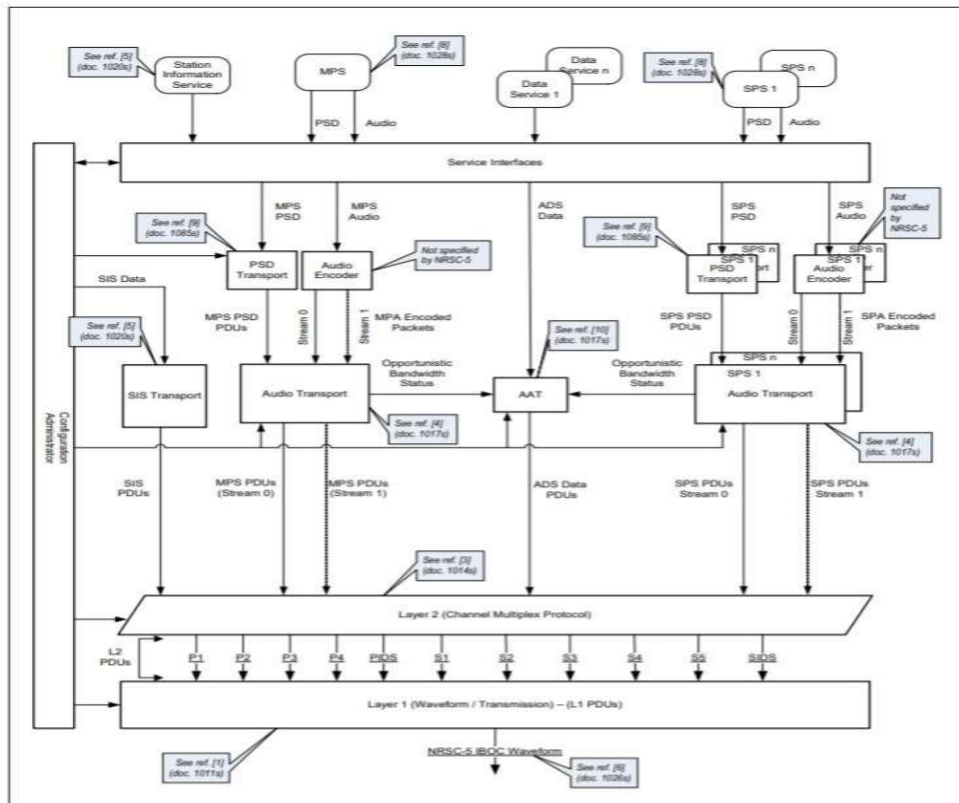 See ref. [5]
(doc. 1020s)
Station
Information
Service
MPS
See ref. [8]
(doc. 1028s)
Data
Service n
Data
Service 1
See ref. [8]
(doc. 1028s)
SPS n
SPS 1
PSD
Audio
PSD
Audio
Service Interfaces
MPS
PSD
MPS
Audio
ADS
Data
SPS
PSD
SPS
Audio
Not
specified
by
NRSC-5
See ref. [9]
(doc. 1085s)
PSD
Transport
Audio
Encoder
Not specified
by NRSC-5
See ref. [9]
(doc. 1085s)
SPS n
SPS 1
PSD
Transport
SPS n
SPS 1
Audio
Encoder
SIS Data
See ref. [5]
(doc. 1020s)
MPS PSD
PDUs
Stream 0
Stream 1
MPA Encoded
Packets
See ref. [10]
(doc. 1017s)
SPS PSD
PDUs
Stream 0
Stream 1
SPA Encoded
Packets
SIS Transport
Audio Transport
Opportunistic
Bandwidth
Status
AAT
Opportunistic
Bandwidth
Status
SPS n
SPS 1
Audio Transport
See ref. [4]
(doc. 1017s)
See ref. [4]
(doc. 1017s)
Configuration
Administrator
SIS
PDUs
MPS PDUs
(Stream 0)
MPS PDUs
(Stream 1)
ADS Data
PDUs
SPS PDUs
Stream 0
SPS PDUs
Stream 1
See ref. [3]
(doc. 1014s)
Layer 2 (Channel Multiplex Protocol)
L2
PDUs
P1 P2 P3 P4 PIDS S1 S2 S3 S4 S5 SIDS
Layer 1 (Waveform / Transmission) – (L1 PDUs)
See ref. [1]
(doc. 1011s)
NRSC-5 IBOC Waveform
See ref. [6]
(doc. 1026s)